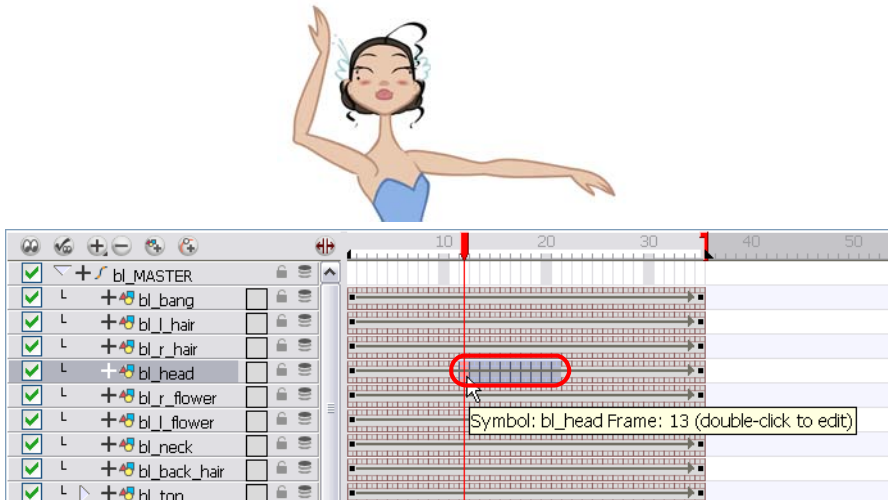 10 20 30 40 50
bl_MASTER
bl_bang
bl_l_hair
bl_r_hair
bl_head
bl_r_flower
bl_l_flower
Symbol: bl_head Frame: 13 (double-click to edit)
bl_neck
bl_back_hair
bl_top